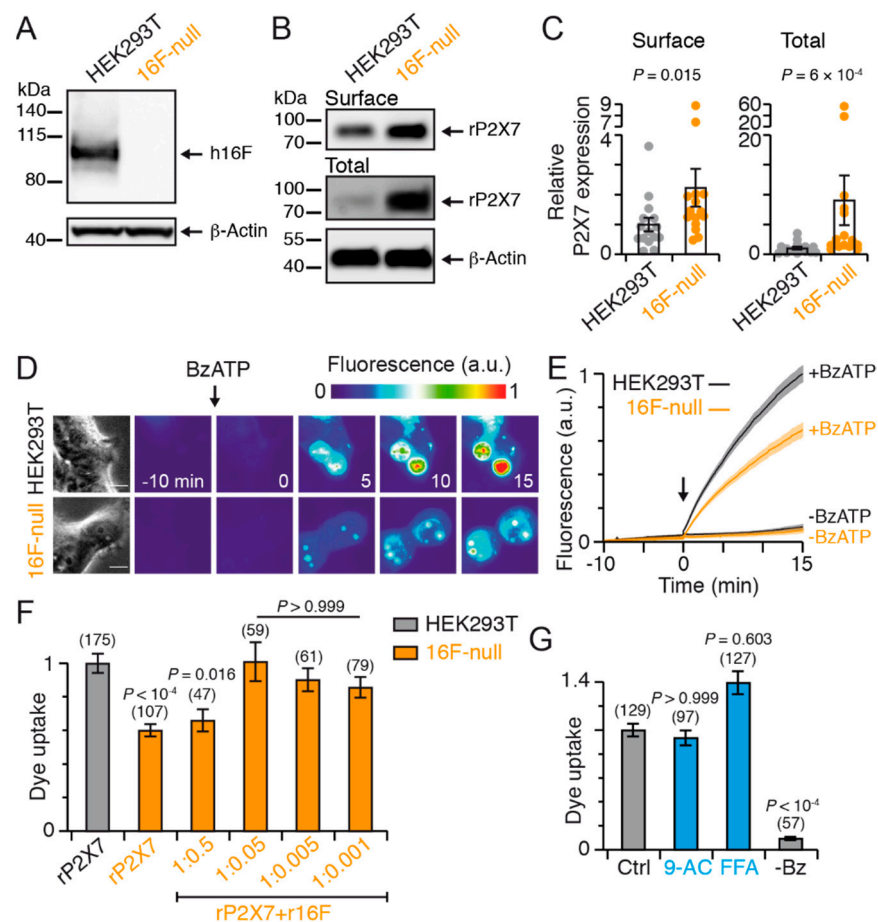 A
HEK293T
16F-null
kDa
140
115
80
40
h16F
β-Actin
B
HEK293T
16F-null
kDa
Surface
100
70
rP2X7
Total
100
70
rP2X7
55
40
β-Actin
C
Surface
Total
P = 0.015
P = 6 × 10-4
Relative
P2X7 expression
9
7
4
0
60
20
20
0
HEK293T
16F-null
HEK293T
16F-null
D
BzATP
Fluorescence (a.u.)
0
1
HEK293T
-10 min
0
5
10
15
16F-null
E
Fluorescence (a.u.)
1
0
HEK293T
16F-null
+BzATP
+BzATP
-BzATP
-BzATP
-10
0
15
Time (min)
F
P > 0.999
HEK293T
16F-null
Dye uptake
1
0
(175)
P < 10-4
(107)
P = 0.016
(47)
(59)
(61)
(79)
rP2X7
rP2X7
1:0.5
1:0.05
1:0.005
1:0.001
rP2X7+r16F
G
Dye uptake
1.4
0
(129)
P > 0.999
(97)
P = 0.603
(127)
P < 10-4
(57)
Ctrl
9-AC
FFA
-Bz